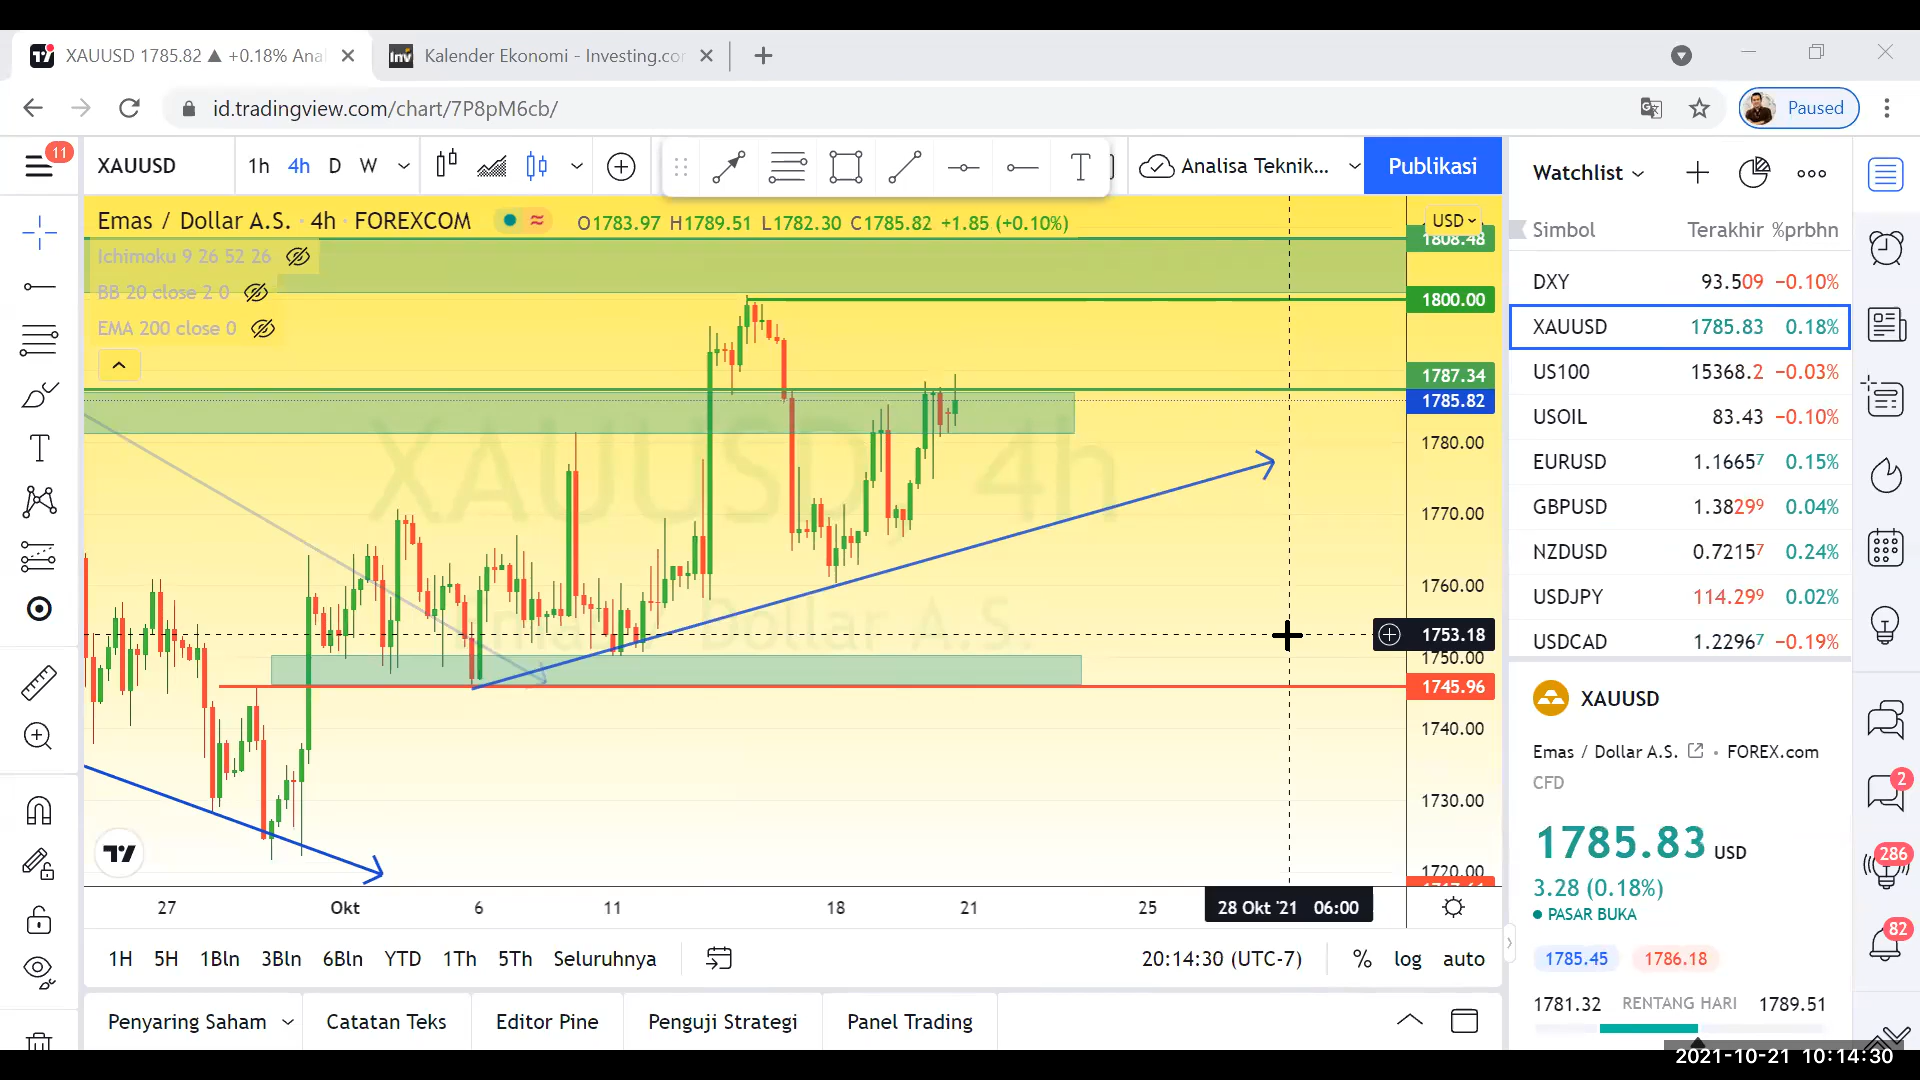 XAUUSD 1785.82 ▲ +0.18% Ana
Kalender Ekonomi - Investing.co
id.tradingview.com/chart/7P8pM6cb/
Paused
11
XAUUSD
1h 4h D W
T
Analisa Teknik...
Publikasi
Emas / Dollar A.S. · 4h · FOREXCOM
O1783.97 H1789.51 L1782.30 C1785.82 +1.85 (+0.10%)
Ichimoku 9 26 52 26
BB 20 close 2 0
EMA 200 close 0
XAUUSD, 4h
Emas / Dollar A.S.
USD
1808.48
1800.00
1787.34
1785.82
1780.00
1770.00
1760.00
1753.18
1750.00
1745.96
1740.00
1730.00
1720.00
27 Okt 6 11 18 21 25 28 Okt '21 06:00
1H 5H 1Bln 3Bln 6Bln YTD 1Th 5Th Seluruhnya
20:14:30 (UTC-7) % log auto
Penyaring Saham Catatan Teks Editor Pine Penguji Strategi Panel Trading
Watchlist
Simbol Terakhir %prbhn
DXY 93.509 −0.10%
XAUUSD 1785.83 0.18%
US100 15368.2 −0.03%
USOIL 83.43 −0.10%
EURUSD 1.16657 0.15%
GBPUSD 1.38299 0.04%
NZDUSD 0.72157 0.24%
USDJPY 114.299 0.02%
USDCAD 1.22967 −0.19%
XAUUSD
Emas / Dollar A.S. · FOREX.com
CFD
1785.83 USD
3.28 (0.18%)
PASAR BUKA
1785.45 1786.18
1781.32 RENTANG HARI 1789.51
2
286
82
2021-10-21 10:14:30